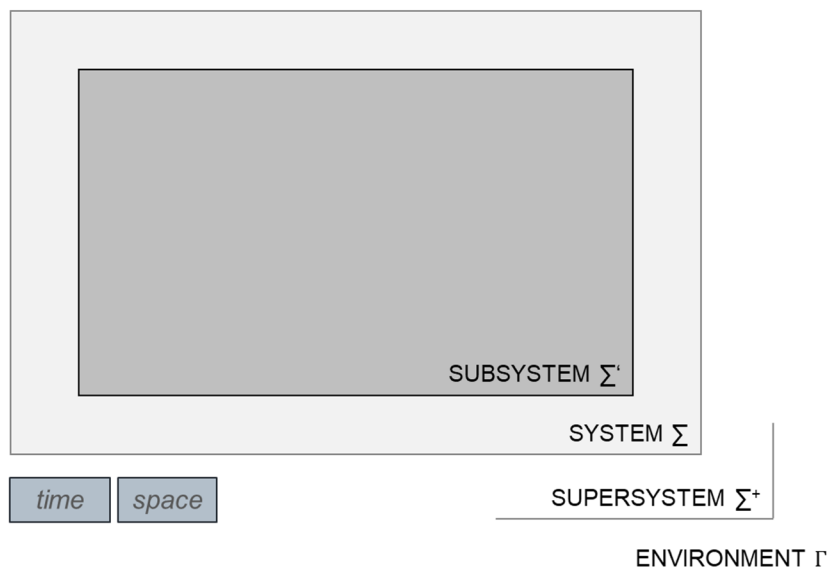 SUBSYSTEM ∑‘
SYSTEM ∑
time
space
SUPERSYSTEM ∑⁺
ENVIRONMENT Γ